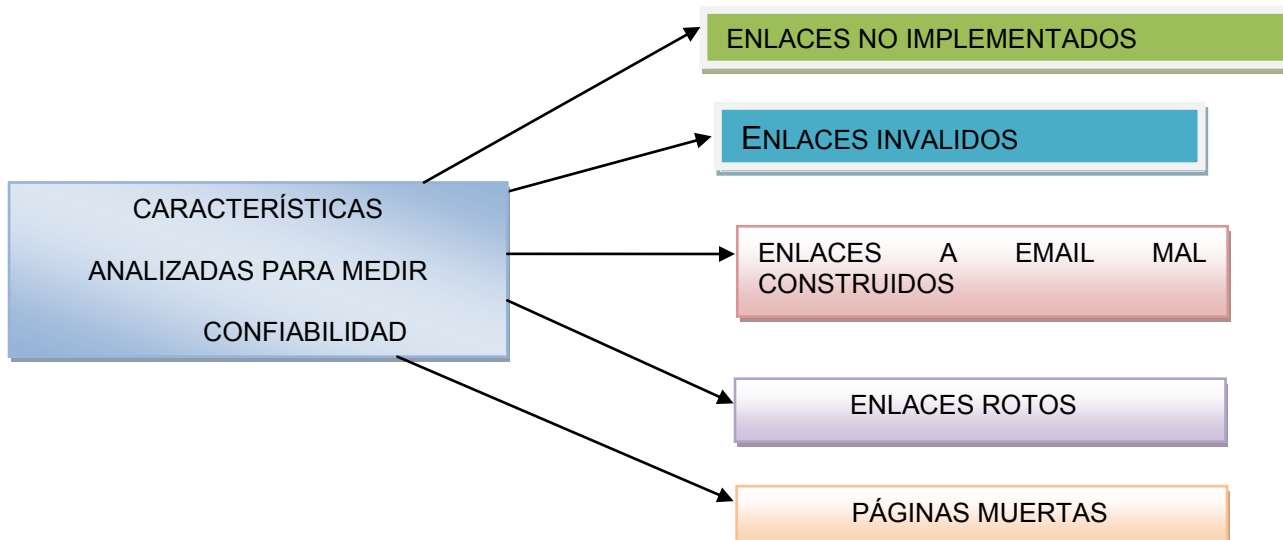 ENLACES NO IMPLEMENTADOS
ENLACES INVALIDOS
CARACTERÍSTICAS
ANALIZADAS PARA MEDIR
CONFIABILIDAD
ENLACES A EMAIL MAL
CONSTRUIDOS
ENLACES ROTOS
PÁGINAS MUERTAS